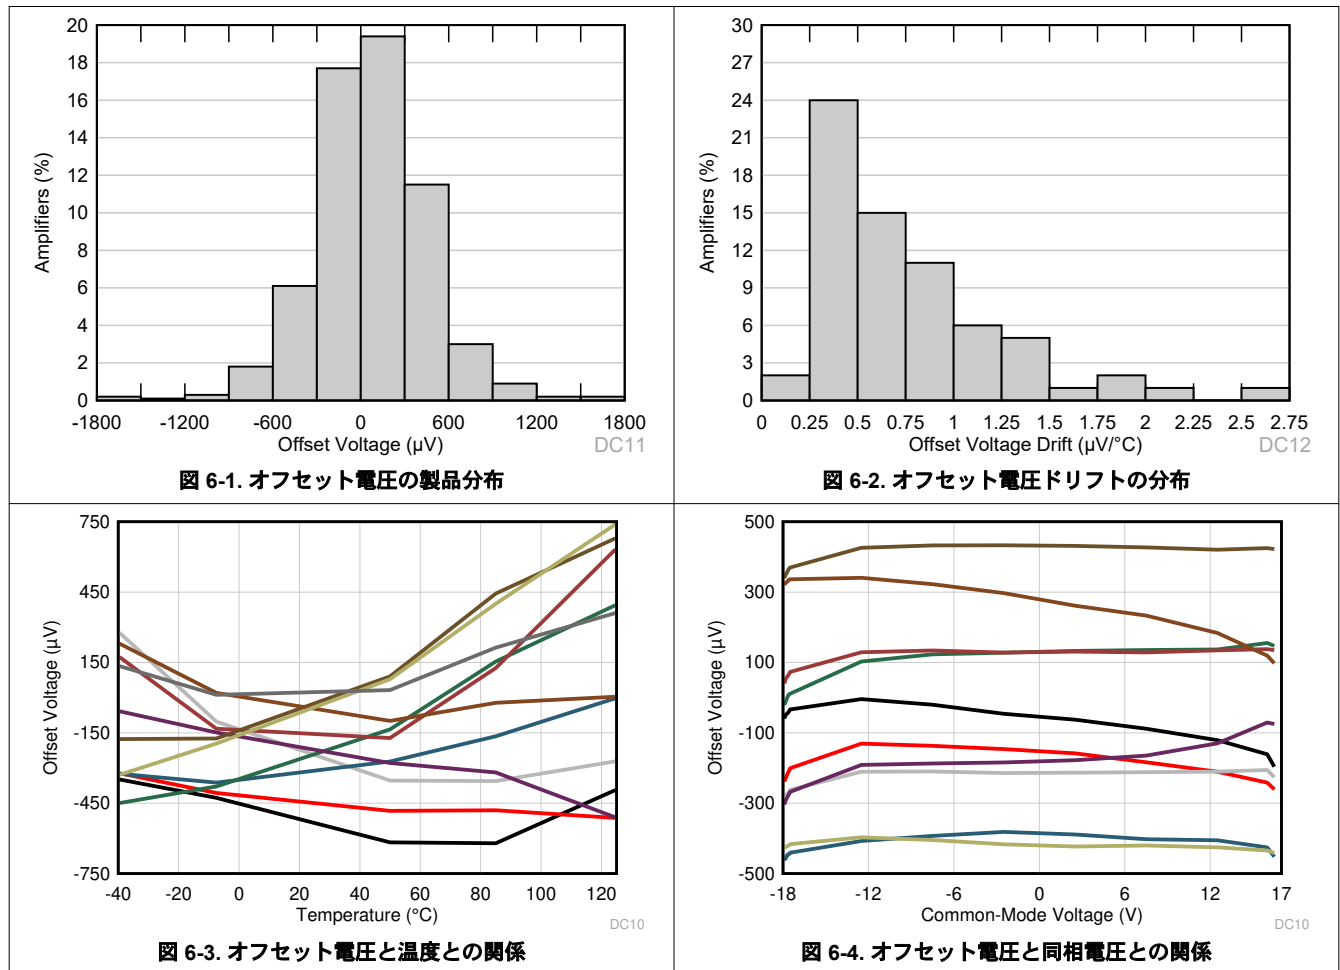 20
18
16
14
12
10
8
6
4
2
0
Amplifiers (%)
-1800 -1200 -600 0 600 1200 1800
Offset Voltage (µV)
DC11
図 6-1. オフセット電圧の製品分布
30
27
24
21
18
15
12
9
6
3
0
Amplifiers (%)
0 0.25 0.5 0.75 1 1.25 1.5 1.75 2 2.25 2.5 2.75
Offset Voltage Drift (µV/°C)
DC12
図 6-2. オフセット電圧ドリフトの分布
750
450
150
-150
-450
-750
Offset Voltage (µV)
-40 -20 0 20 40 60 80 100 120
Temperature (°C)
DC10
図 6-3. オフセット電圧と温度との関係
500
300
100
-100
-300
-500
Offset Voltage (µV)
-18 -12 -6 0 6 12 17
Common-Mode Voltage (V)
DC10
図 6-4. オフセット電圧と同相電圧との関係